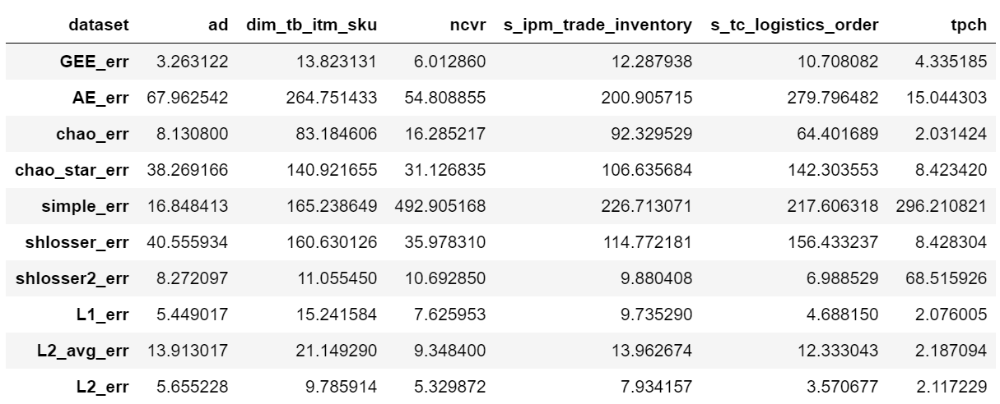 dataset ad dim_tb_itm_sku ncvr s_ipm_trade_inventory s_tc_logistics_order tpch
GEE_err 3.263122 13.823131 6.012860 12.287938 10.708082 4.335185
AE_err 67.962542 264.751433 54.808855 200.905715 279.796482 15.044303
chao_err 8.130800 83.184606 16.285217 92.329529 64.401689 2.031424
chao_star_err 38.269166 140.921655 31.126835 106.635684 142.303553 8.423420
simple_err 16.848413 165.238649 492.905168 226.713071 217.606318 296.210821
shlosser_err 40.555934 160.630126 35.978310 114.772181 156.433237 8.428304
shlosser2_err 8.272097 11.055450 10.692850 9.880408 6.988529 68.515926
L1_err 5.449017 15.241584 7.625953 9.735290 4.688150 2.076005
L2_avg_err 13.913017 21.149290 9.348400 13.962674 12.333043 2.187094
L2_err 5.655228 9.785914 5.329872 7.934157 3.570677 2.117229